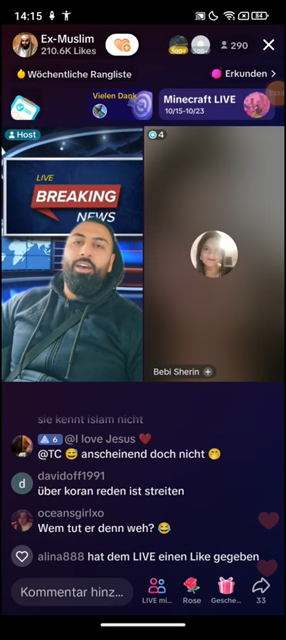 14:15
84
Ex-Muslim
210.6K Likes
290
Wöchentliche Rangliste
Erkunden >
Vielen Dank
Minecraft LIVE
10/15-10/23
Host
4
LIVE
BREAKING
NEWS
Bebi Sherin +
sie kennt islam nicht
6 @I love Jesus ❤️
@TC 😅 anscheinend doch nicht 🤭
d davidoff1991
über koran reden ist streiten
oceansgirlxo
Wem tut er denn weh? 😂
alina888 hat dem LIVE einen Like gegeben
Kommentar hinz...
LIVE mi...
Rose
Gesche...
33